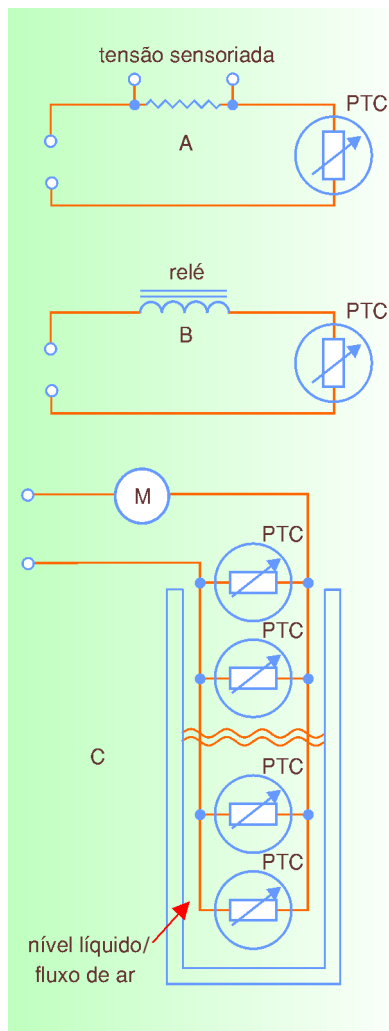 tensão sensoriada
PTC
A
relé
PTC
B
M
PTC
PTC
C
PTC
PTC
nível líquido/
fluxo de ar